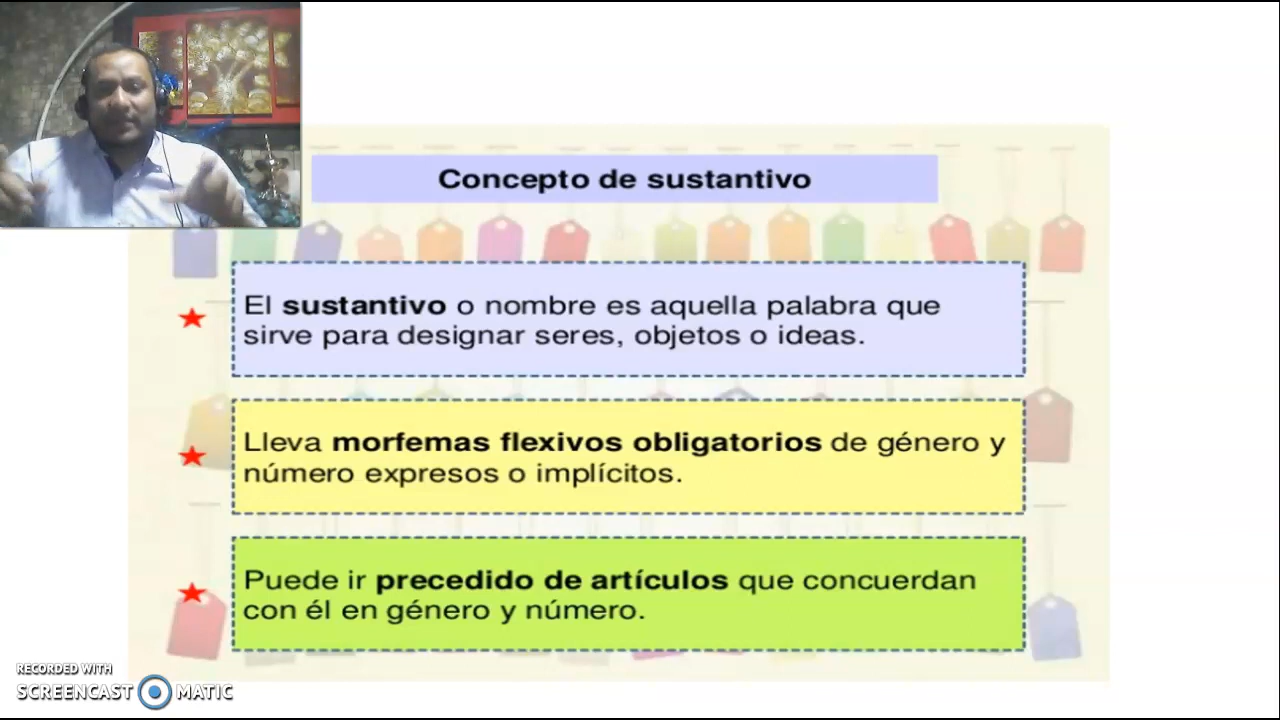 Concepto de sustantivo
El sustantivo o nombre es aquella palabra que
sirve para designar seres, objetos o ideas.
Lleva morfemas flexivos obligatorios de género y
número expresos o implícitos.
Puede ir precedido de artículos que concuerdan
con él en género y número.
RECORDED WITH
SCREENCAST MATIC